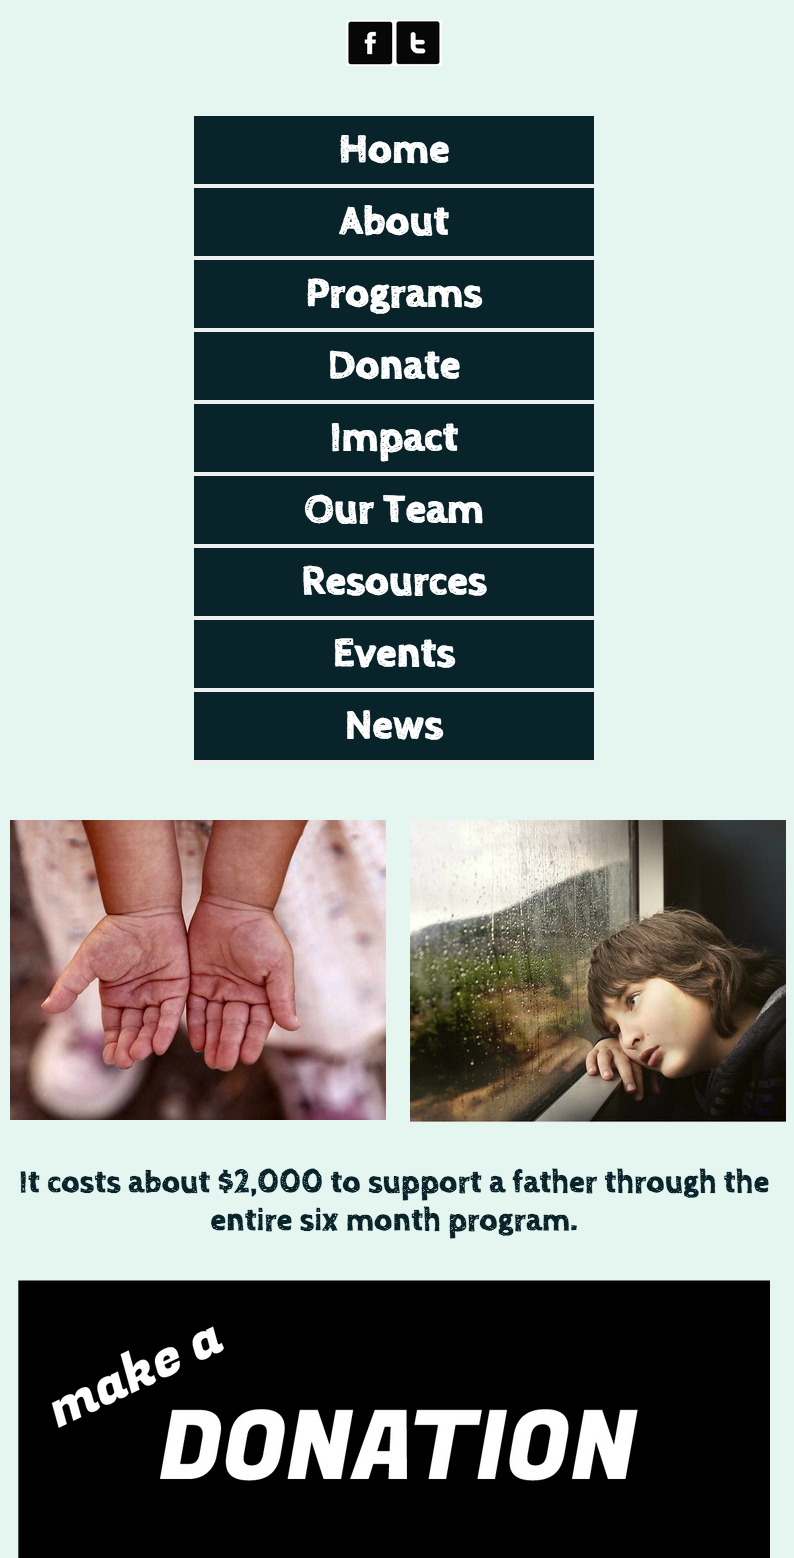 f t
Home
About
Programs
Donate
Impact
Our Team
Resources
Events
News
It costs about $2,000 to support a father through the
entire six month program.
make a
DONATION